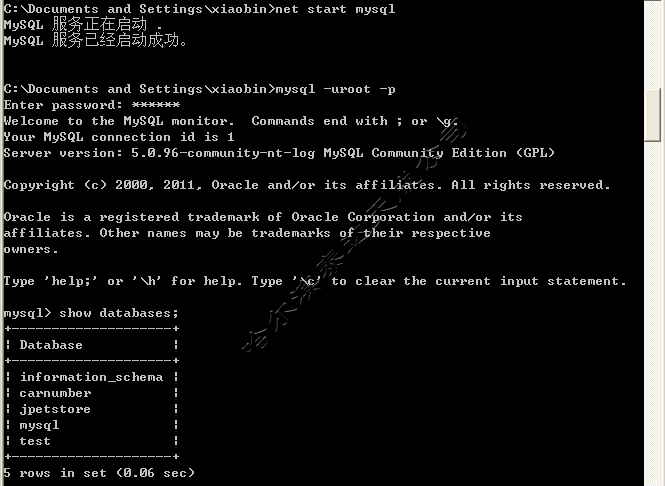 C:\Documents and Settings\xiaobin>net start mysql
MySQL 服务正在启动 .
MySQL 服务已经启动成功。
C:\Documents and Settings\xiaobin>mysql -uroot -p
Enter password: ******
Welcome to the MySQL monitor.  Commands end with ; or \g.
Your MySQL connection id is 1
Server version: 5.0.96-community-nt-log MySQL Community Edition (GPL)
Copyright (c) 2000, 2011, Oracle and/or its affiliates. All rights reserved.
Oracle is a registered trademark of Oracle Corporation and/or its
affiliates. Other names may be trademarks of their respective
owners.
Type 'help;' or '\h' for help. Type '\c' to clear the current input statement.
mysql> show databases;
+--------------------+
| Database           |
+--------------------+
| information_schema |
| carnumber          |
| jpetstore          |
| mysql              |
| test               |
+--------------------+
5 rows in set (0.06 sec)